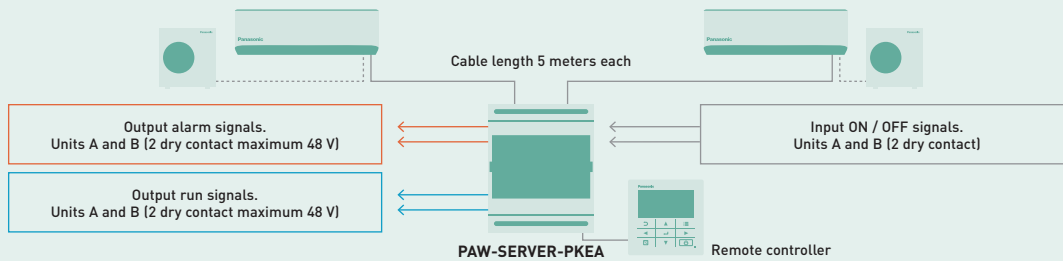 Panasonic
Panasonic
Panasonic
Panasonic
Cable length 5 meters each
Output alarm signals.
Units A and B (2 dry contact maximum 48 V)
Input ON / OFF signals.
Units A and B (2 dry contact)
Output run signals.
Units A and B (2 dry contact maximum 48 V)
Panasonic
PAW-SERVER-PKEA
Remote controller